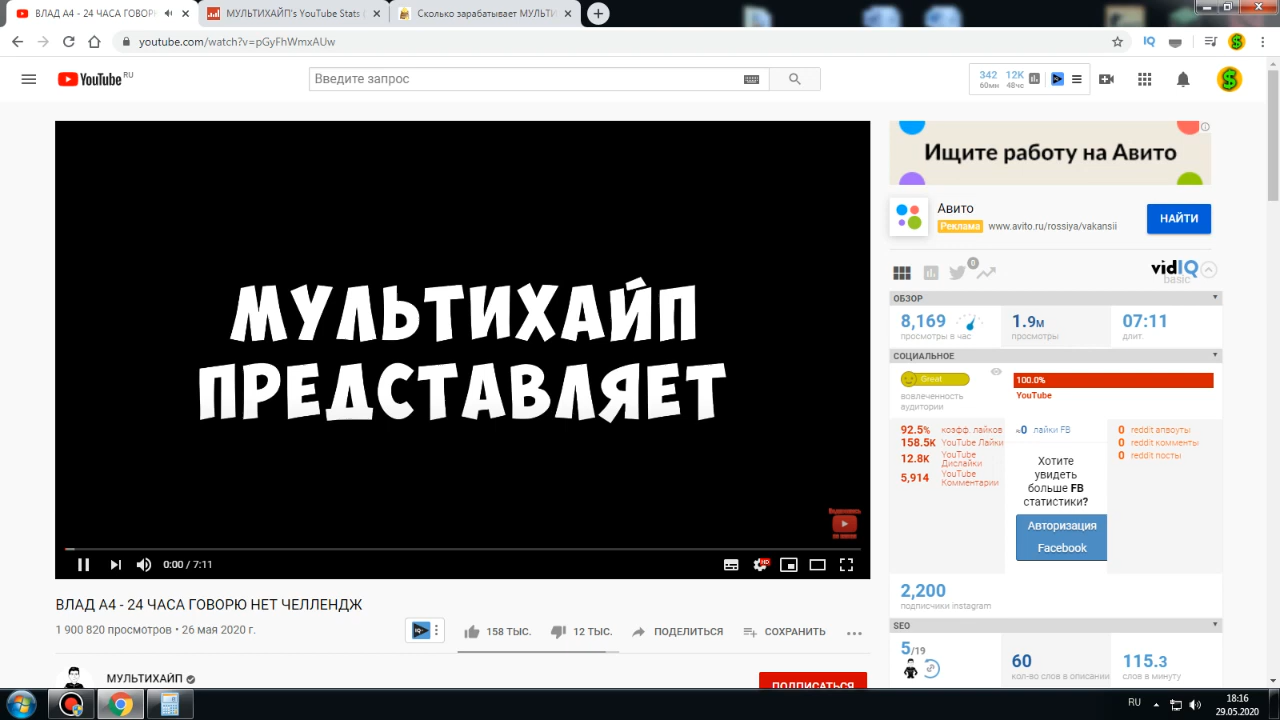 ВЛАД А4 - 24 ЧАСА ГОВОРЮ
МУЛЬТИХАЙП's YouTube Stats
Сколько зарабатывает МУЛЬТИ
youtube.com/watch?v=pGyFhWmxAUw
IQ
YouTube RU
Введите запрос
342 12K
60мн 48чс
МУЛЬТИХАЙП
ПРЕДСТАВЛЯЕТ
0:00 / 7:11
HD
ВЛАД А4 - 24 ЧАСА ГОВОРЮ НЕТ ЧЕЛЛЕНДЖ
1 900 820 просмотров • 26 мая 2020 г.
158 ТЫС.
12 ТЫС.
ПОДЕЛИТЬСЯ
СОХРАНИТЬ
МУЛЬТИХАЙП
ПОДПИСАТЬСЯ
Ищите работу на Авито
Авито
Реклама www.avito.ru/rossiya/vakansii
НАЙТИ
0
vidIQ
basic
ОБЗОР
8,169 1.9м 07:11
просмотры в час просмотры длит.
СОЦИАЛЬНОЕ
Great
вовлеченность
аудитории
100.0%
YouTube
92.5% коэфф. лайков
158.5K YouTube Лайки
12.8K YouTube
Дислайки
5,914 YouTube
Комментарии
≈0 лайки FB
Хотите
увидеть
больше FB
статистики?
Авторизация
Facebook
0 reddit апвоуты
0 reddit комменты
0 reddit посты
2,200
подписчики instagram
SEO
5/19
60 115.3
кол-во слов в описании слов в минуту
RU
18:16
29.05.2020